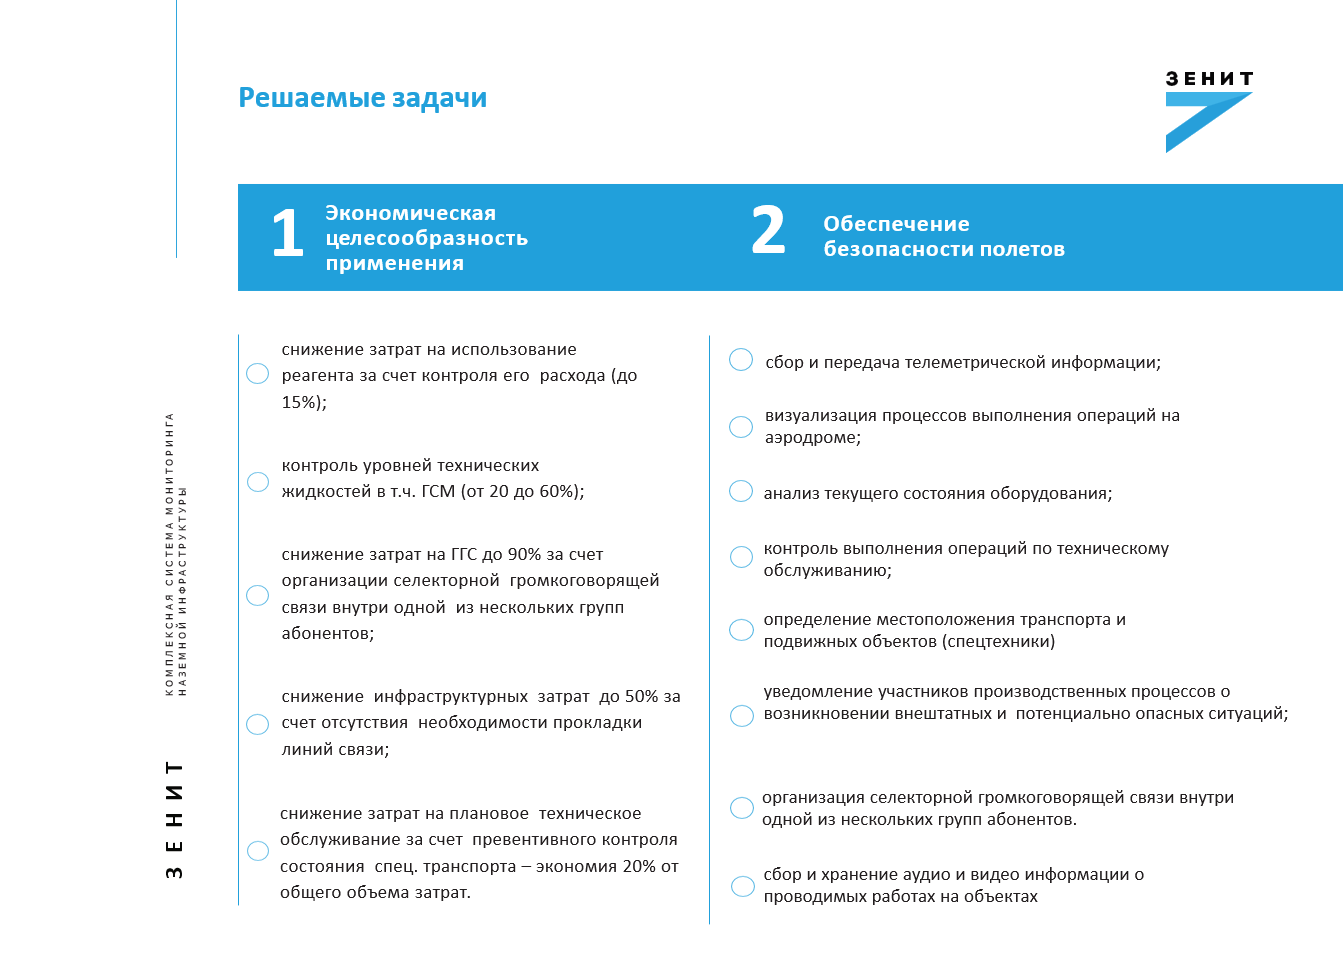 Решаемые задачи
ЗЕНИТ
1
Экономическая
целесообразность
применения
2
Обеспечение
безопасности полетов
снижение затрат на использование
реагента за счет контроля его расхода (до
15%);
контроль уровней технических
жидкостей в т.ч. ГСМ (от 20 до 60%);
снижение затрат на ГГС до 90% за счет
организации селекторной громкоговорящей
связи внутри одной из нескольких групп
абонентов;
снижение инфраструктурных затрат до 50% за
счет отсутствия необходимости прокладки
линий связи;
снижение затрат на плановое техническое
обслуживание за счет превентивного контроля
состояния спец. транспорта – экономия 20% от
общего объема затрат.
сбор и передача телеметрической информации;
визуализация процессов выполнения операций на
аэродроме;
анализ текущего состояния оборудования;
контроль выполнения операций по техническому
обслуживанию;
определение местоположения транспорта и
подвижных объектов (спецтехники)
уведомление участников производственных процессов о
возникновении внештатных и потенциально опасных ситуаций;
организация селекторной громкоговорящей связи внутри
одной из нескольких групп абонентов.
сбор и хранение аудио и видео информации о
проводимых работах на объектах
КОМПЛЕКСНАЯ СИСТЕМА МОНИТОРИНГА
НАЗЕМНОЙ ИНФРАСТРУКТУРЫ
ЗЕНИТ